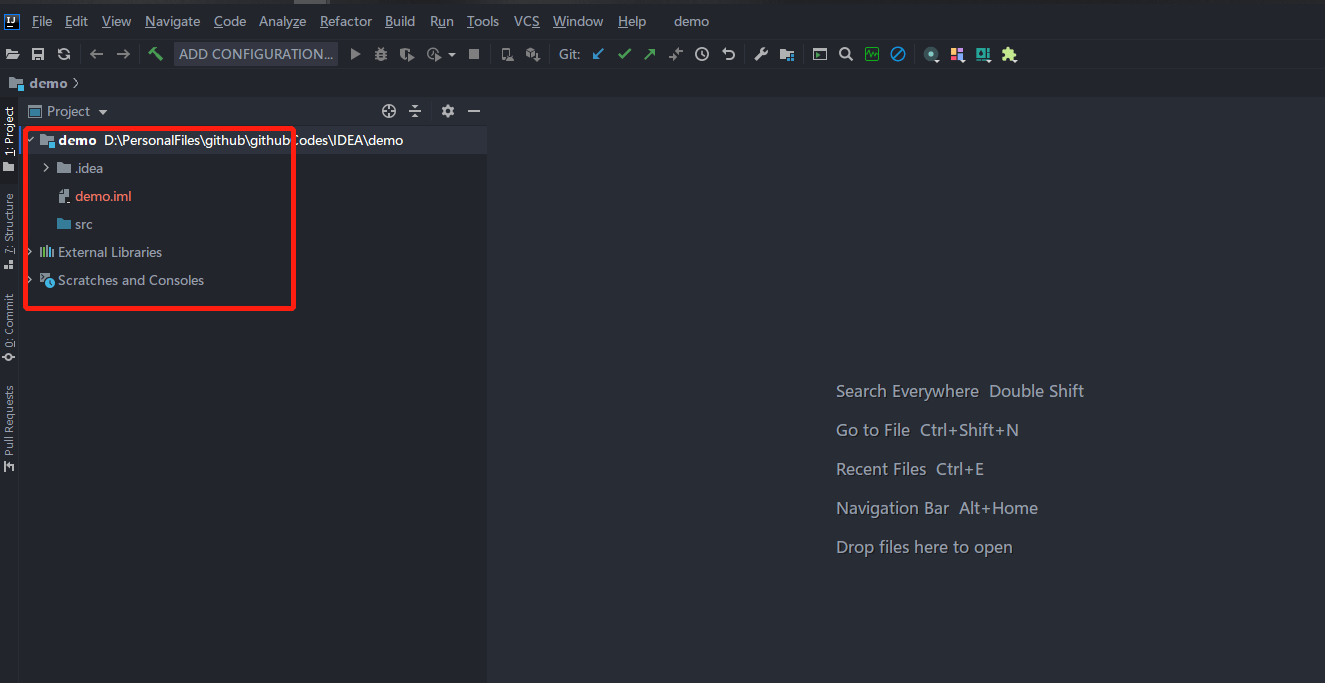 IJ File Edit View Navigate Code Analyze Refactor Build Run Tools VCS Window Help demo
ADD CONFIGURATION... Git:
demo
Project
1: Project
demo D:\PersonalFiles\github\githubCodes\IDEA\demo
.idea
demo.iml
src
External Libraries
Scratches and Consoles
7: Structure
0: Commit
Pull Requests
Search Everywhere Double Shift
Go to File Ctrl+Shift+N
Recent Files Ctrl+E
Navigation Bar Alt+Home
Drop files here to open